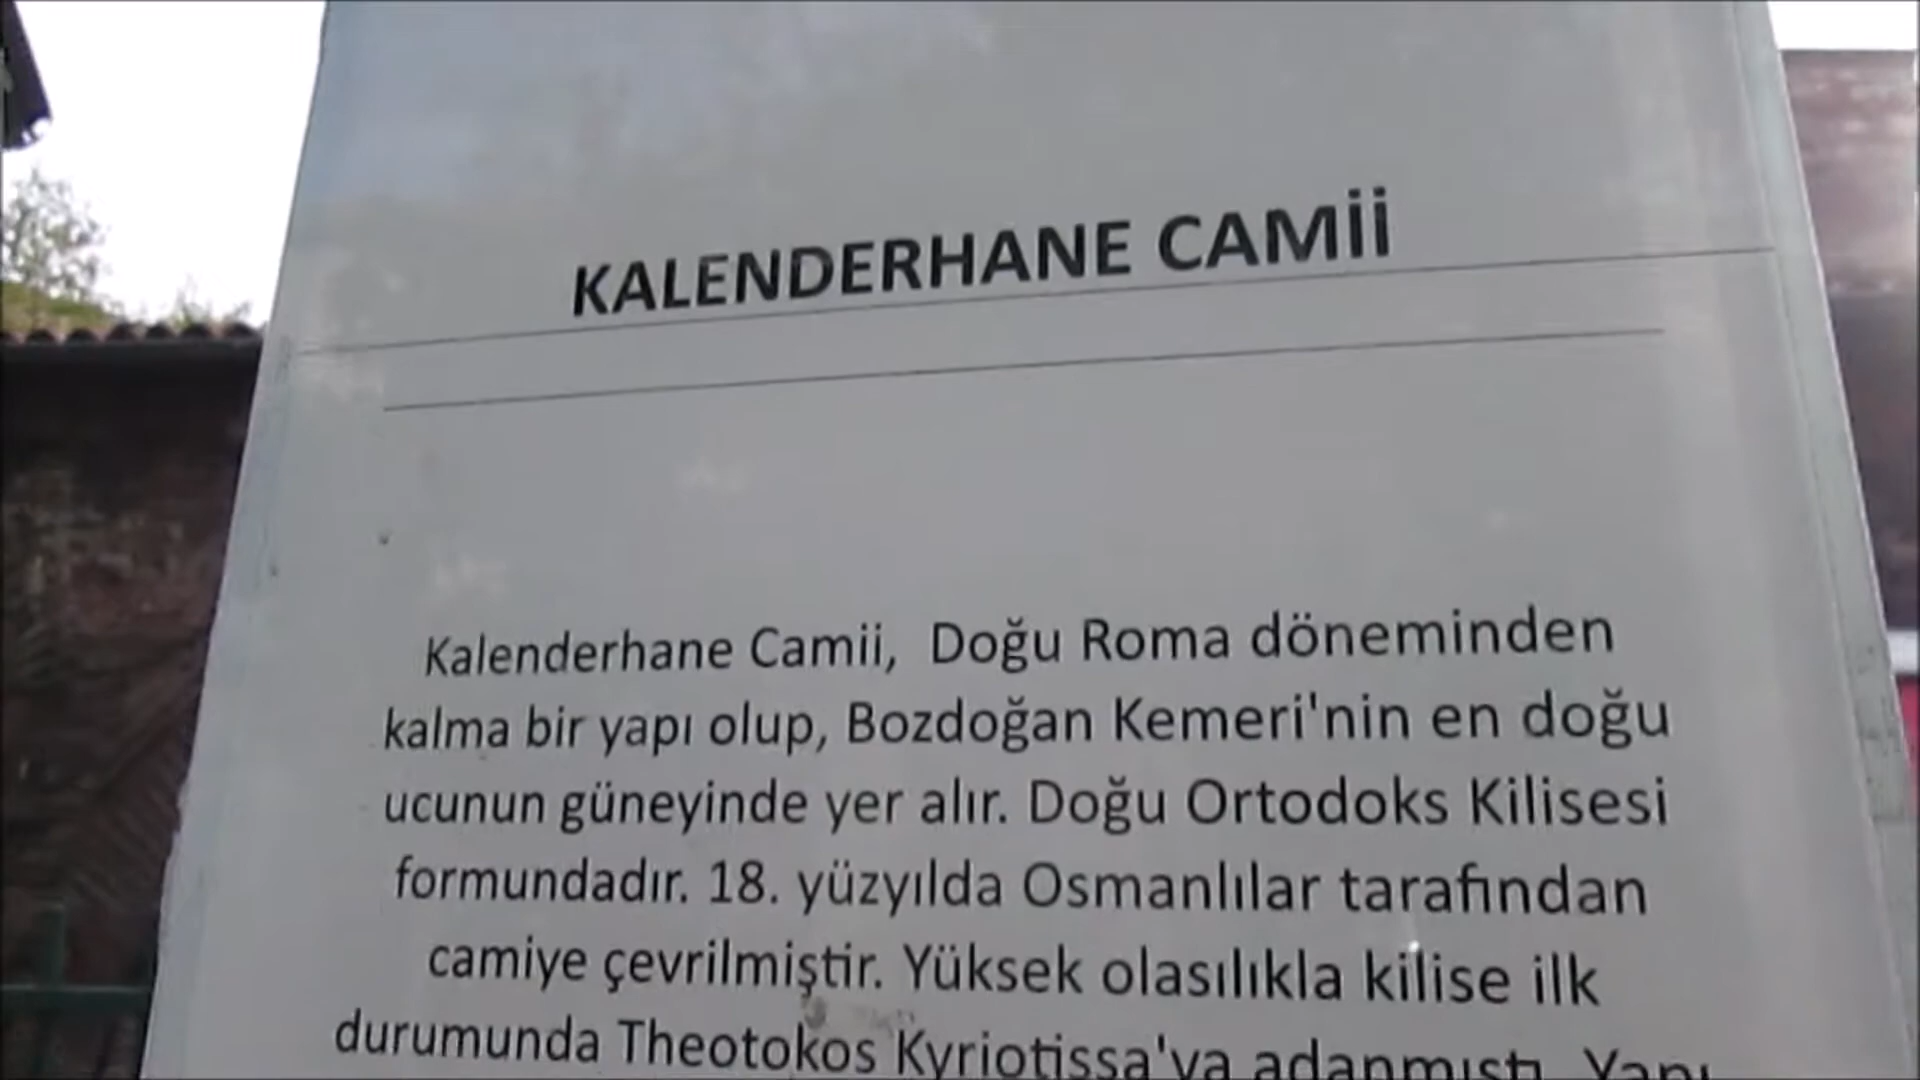 KALENDERHANE CAMİİ
Kalenderhane Camii, Doğu Roma döneminden
kalma bir yapı olup, Bozdoğan Kemeri'nin en doğu
ucunun güneyinde yer alır. Doğu Ortodoks Kilisesi
formundadır. 18. yüzyılda Osmanlılar tarafından
camiye çevrilmiştir. Yüksek olasılıkla kilise ilk
durumunda Theotokos Kyriotissa'ya adanmıştı. Yapı